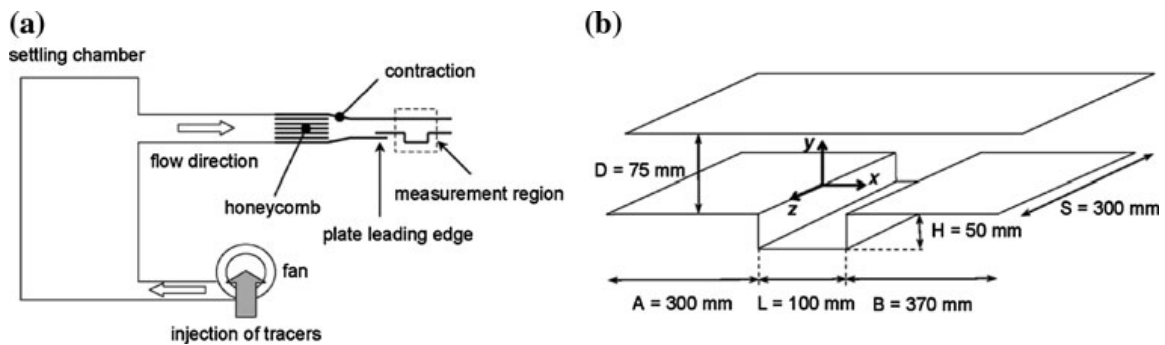 (a)
settling chamber
contraction
flow direction
honeycomb
measurement region
plate leading edge
fan
injection of tracers
(b)
D = 75 mm
y
x
z
S = 300 mm
H = 50 mm
A = 300 mm
L = 100 mm
B = 370 mm